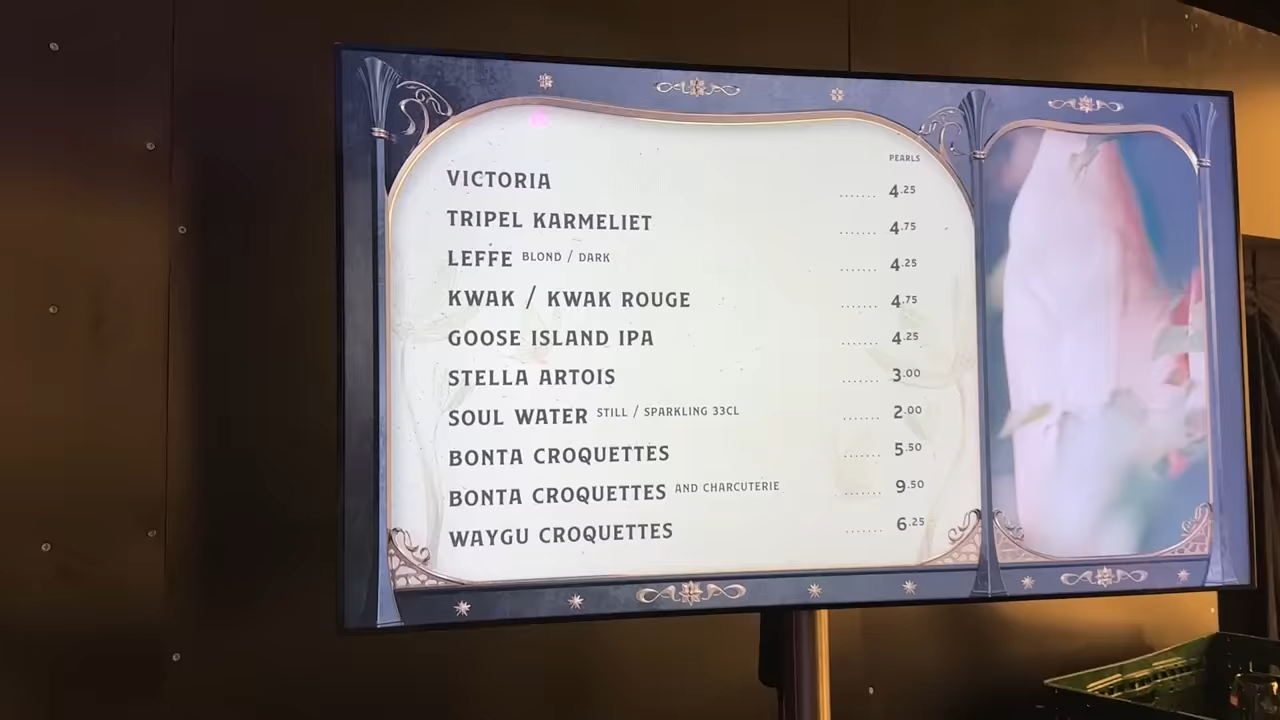 PEARLS
VICTORIA ....... 4.25
TRIPEL KARMELIET ....... 4.75
LEFFE BLOND / DARK ....... 4.25
KWAK / KWAK ROUGE ....... 4.75
GOOSE ISLAND IPA ....... 4.25
STELLA ARTOIS ....... 3.00
SOUL WATER STILL / SPARKLING 33CL ....... 2.00
BONTA CROQUETTES ....... 5.50
BONTA CROQUETTES AND CHARCUTERIE ........ 9.50
WAYGU CROQUETTES ....... 6.25